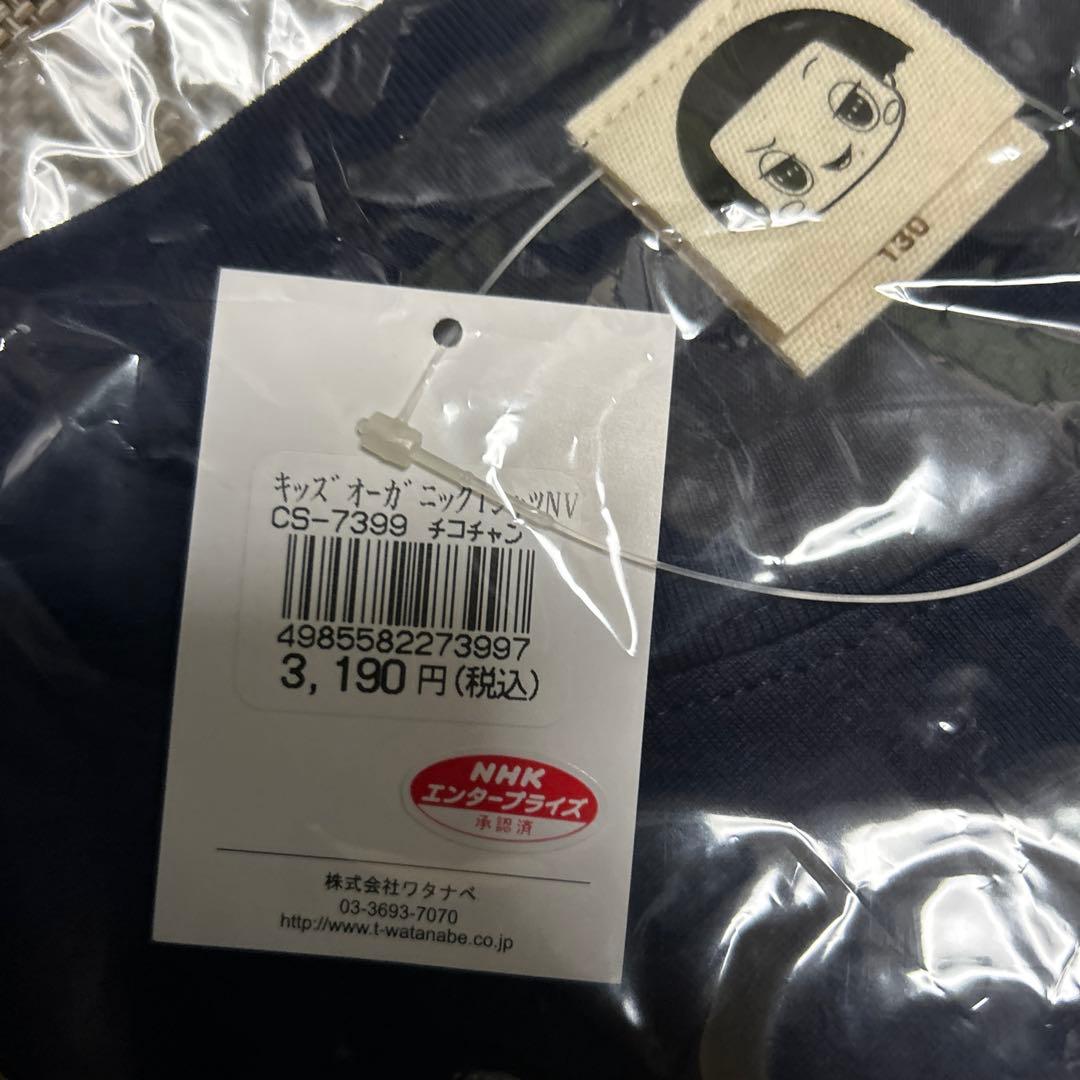 130
キッズオーガニックTシャツNV
CS-7399 チコチャン
4985582273997
3,190円(税込)
NHK
エンタープライズ
承認済
株式会社ワタナベ
03-3693-7070
http://www.t-watanabe.co.jp